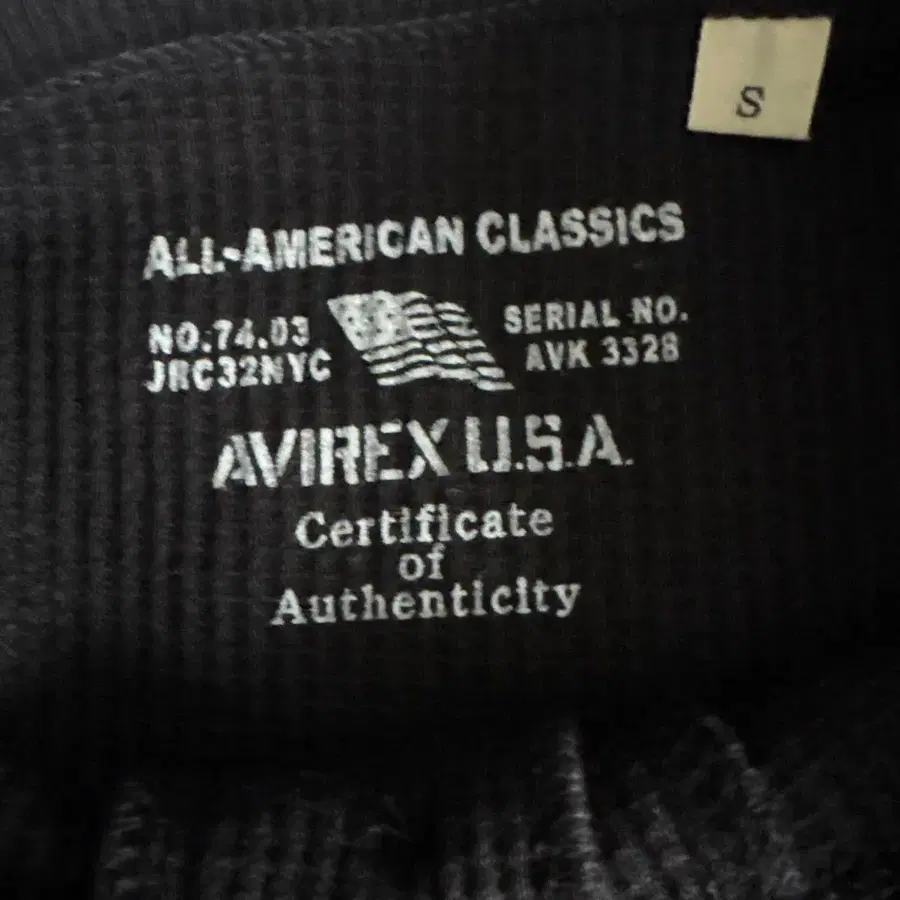 S
ALL-AMERICAN CLASSICS
NO.74.03
JRC32NYC
SERIAL NO.
AVK 3328
AVIREX U.S.A.
Certificate
of
Authenticity